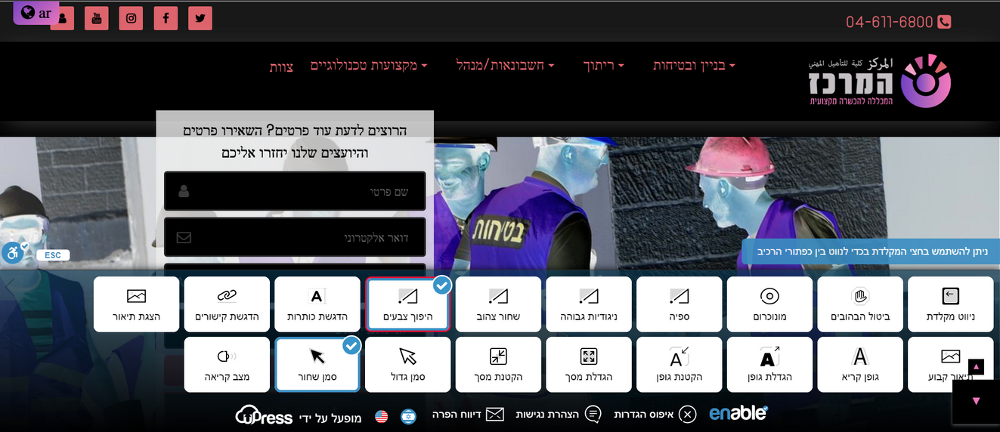 ar
04-611-6800
المركز كلية للتأهيل المهني
המרכז
המכללה להכשרה מקצועית
בניין ובטיחות
ריתוך
חשבונאות/מנהל
מקצועות טכנולוגיים
צוות
הרוצים לדעת עוד פרטים? השאירו פרטים
והיועצים שלנו יחזרו אליכם
שם פרטי
דואר אלקטרוני
בטיחות
ניתן להשתמש בחצי המקלדת בכדי לנווט בין כפתורי הרכיב
ESC
ניווט מקלדת
ביטול הבהובים
מונוכרום
ספיה
ניגודיות גבוהה
שחור צהוב
היפוך צבעים
הדגשת כותרות
הדגשת קישורים
הצגת תיאור
תיאור קבוע
גופן קריא
הגדלת גופן
הקטנת גופן
הגדלת מסך
הקטנת מסך
סמן גדול
סמן שחור
מצב קריאה
enable
איפוס הגדרות
הצהרת נגישות
דיווח הפרה
מופעל על ידי
uPress